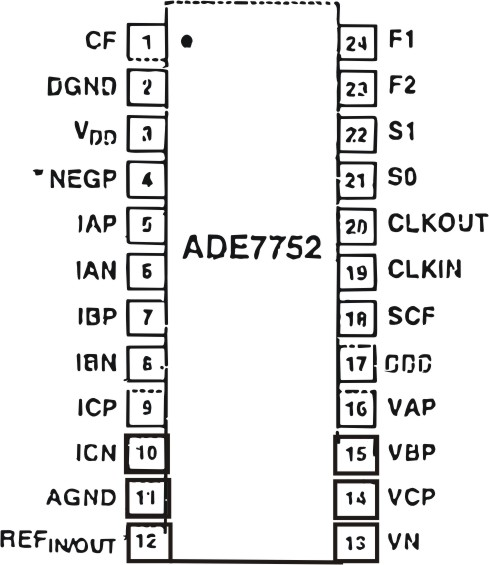 CF 1 24 F1
DGND 2 23 F2
VDD 3 22 S1
NEGP 4 21 S0
IAP 5 20 CLKOUT
IAN 6 19 CLKIN
ADE7752
IBP 7 18 SCF
IBN 8 17
ICP 9 16 VAP
ICN 10 15 VBP
AGND 11 14 VCP
REFIN/OUT 12 13 VN